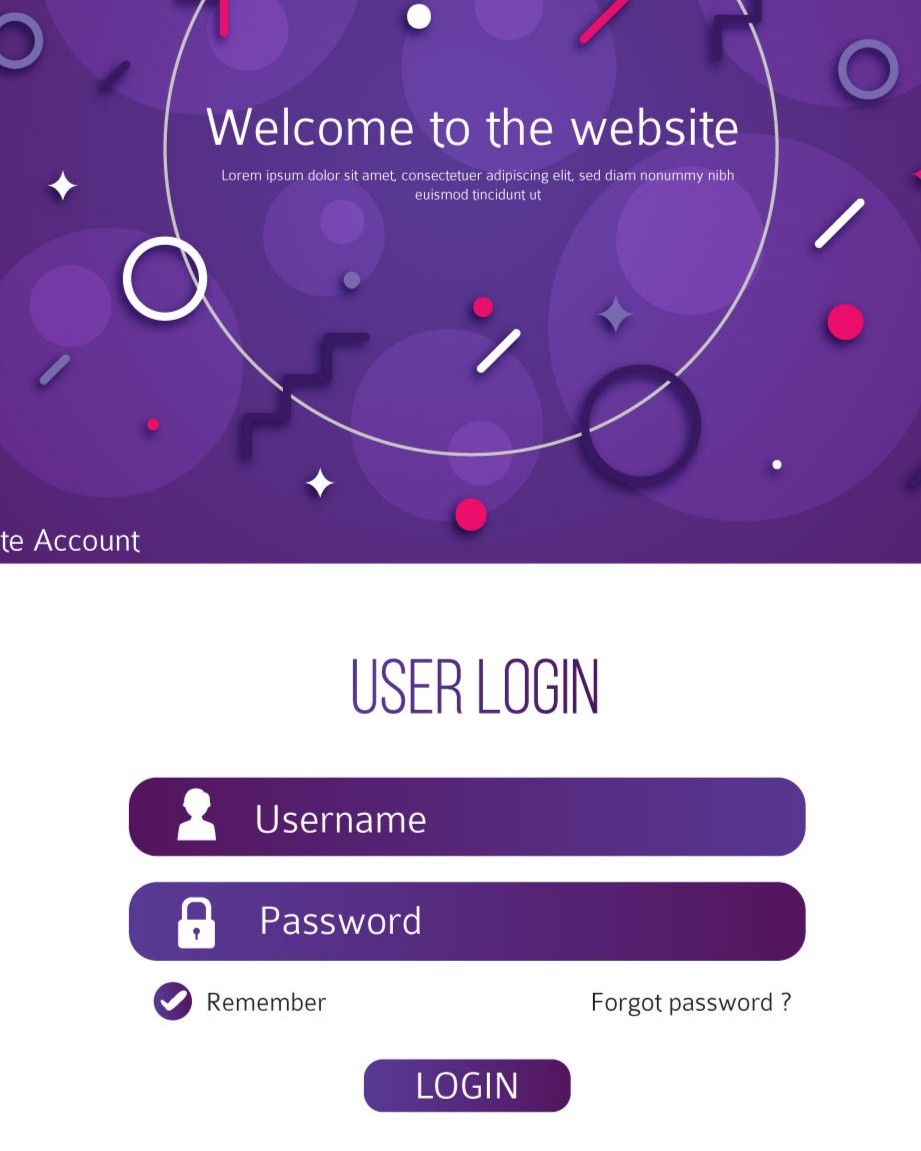 Welcome to the website
Lorem ipsum dolor sit amet, consectetuer adipiscing elit, sed diam nonummy nibh
euismod tincidunt ut
te Account
USER LOGIN
Username
Password
Remember
Forgot password ?
LOGIN